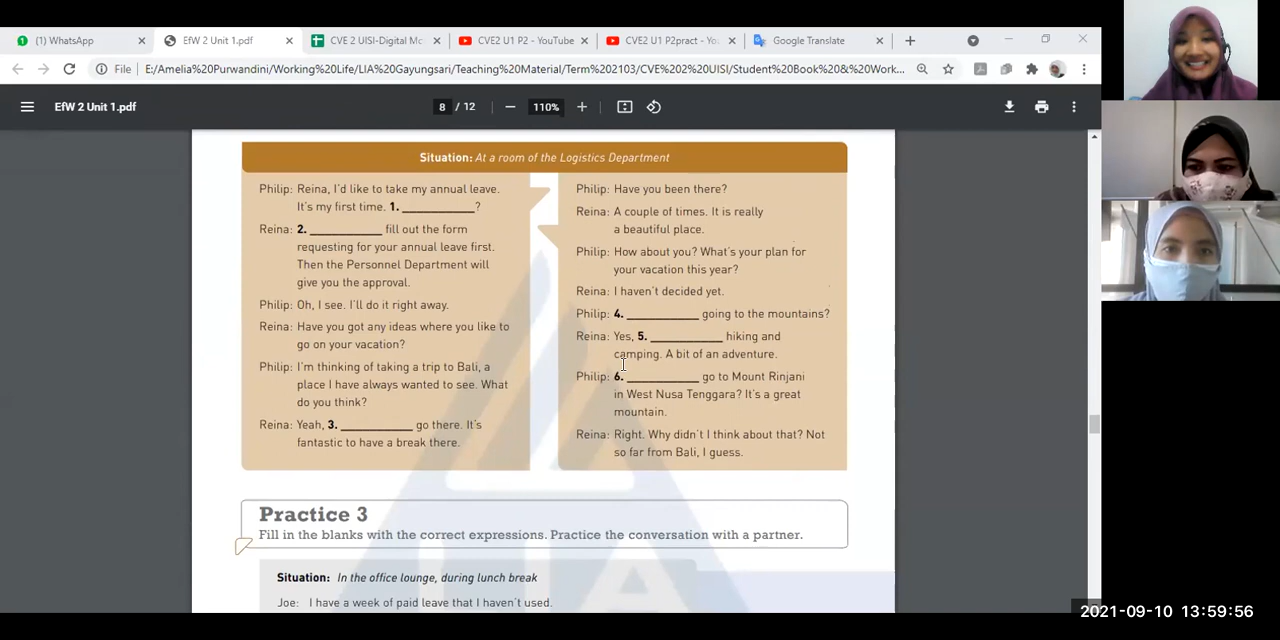 (1) WhatsApp
EfW 2 Unit 1.pdf
CVE 2 UISI-Digital Mo
CVE2 U1 P2 - YouTube
CVE2 U1 P2pract - You
Google Translate
File
E:/Amelia%20Purwandini/Working%20Life/LIA%20Gayungsari/Teaching%20Material/Term%202103/CVE%202%20UISI/Student%20Book%20&%20Work...
EfW 2 Unit 1.pdf
8 / 12
110%
Situation: At a room of the Logistics Department
Philip: Reina, I'd like to take my annual leave.
It's my first time. 1. ____________?
Reina: 2. ____________ fill out the form
requesting for your annual leave first.
Then the Personnel Department will
give you the approval.
Philip: Oh, I see. I'll do it right away.
Reina: Have you got any ideas where you like to
go on your vacation?
Philip: I'm thinking of taking a trip to Bali, a
place I have always wanted to see. What
do you think?
Reina: Yeah, 3. ____________ go there. It's
fantastic to have a break there.
Philip: Have you been there?
Reina: A couple of times. It is really
a beautiful place.
Philip: How about you? What's your plan for
your vacation this year?
Reina: I haven't decided yet.
Philip: 4. ____________ going to the mountains?
Reina: Yes, 5. ____________ hiking and
camping. A bit of an adventure.
Philip: 6. ____________ go to Mount Rinjani
in West Nusa Tenggara? It's a great
mountain.
Reina: Right. Why didn't I think about that? Not
so far from Bali, I guess.
Practice 3
Fill in the blanks with the correct expressions. Practice the conversation with a partner.
Situation: In the office lounge, during lunch break
Joe: I have a week of paid leave that I haven't used.
2021-09-10 13:59:56